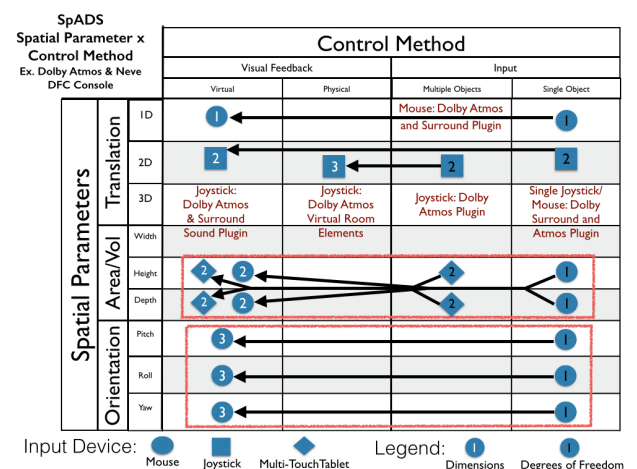 SpADS
Spatial Parameter x
Control Method
Ex. Dolby Atmos & Neve
DFC Console
Control Method
Visual Feedback
Input
Virtual
Physical
Multiple Objects
Single Object
Spatial Parameters
Translation
1D
1
Mouse: Dolby Atmos
and Surround Plugin
1
2D
2
3
2
2
3D
Joystick:
Dolby Atmos
& Surround
Sound Plugin
Joystick:
Dolby Atmos
Virtual Room
Elements
Joystick: Dolby
Atmos Plugin
Single Joystick/
Mouse: Dolby
Surround and
Atmos Plugin
Area/Vol
Width
Height
2
2
2
1
Depth
2
2
2
1
Orientation
Pitch
3
1
Roll
3
1
Yaw
3
1
Input Device:
Mouse
Joystick
Multi-TouchTablet
Legend:
1
Dimensions
1
Degrees of Freedom